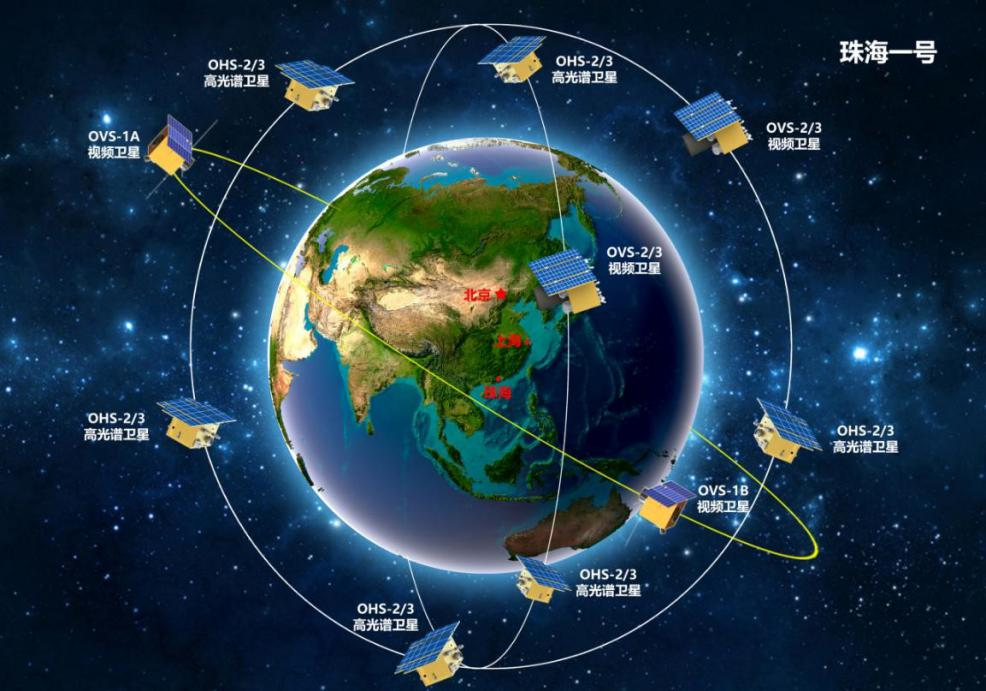 珠海一号
OHS-2/3
高光谱卫星
OHS-2/3
高光谱卫星
OVS-1A
视频卫星
OVS-2/3
视频卫星
OVS-2/3
视频卫星
北京
上海
珠海
OHS-2/3
高光谱卫星
OHS-2/3
高光谱卫星
OVS-1B
视频卫星
OHS-2/3
高光谱卫星
OHS-2/3
高光谱卫星